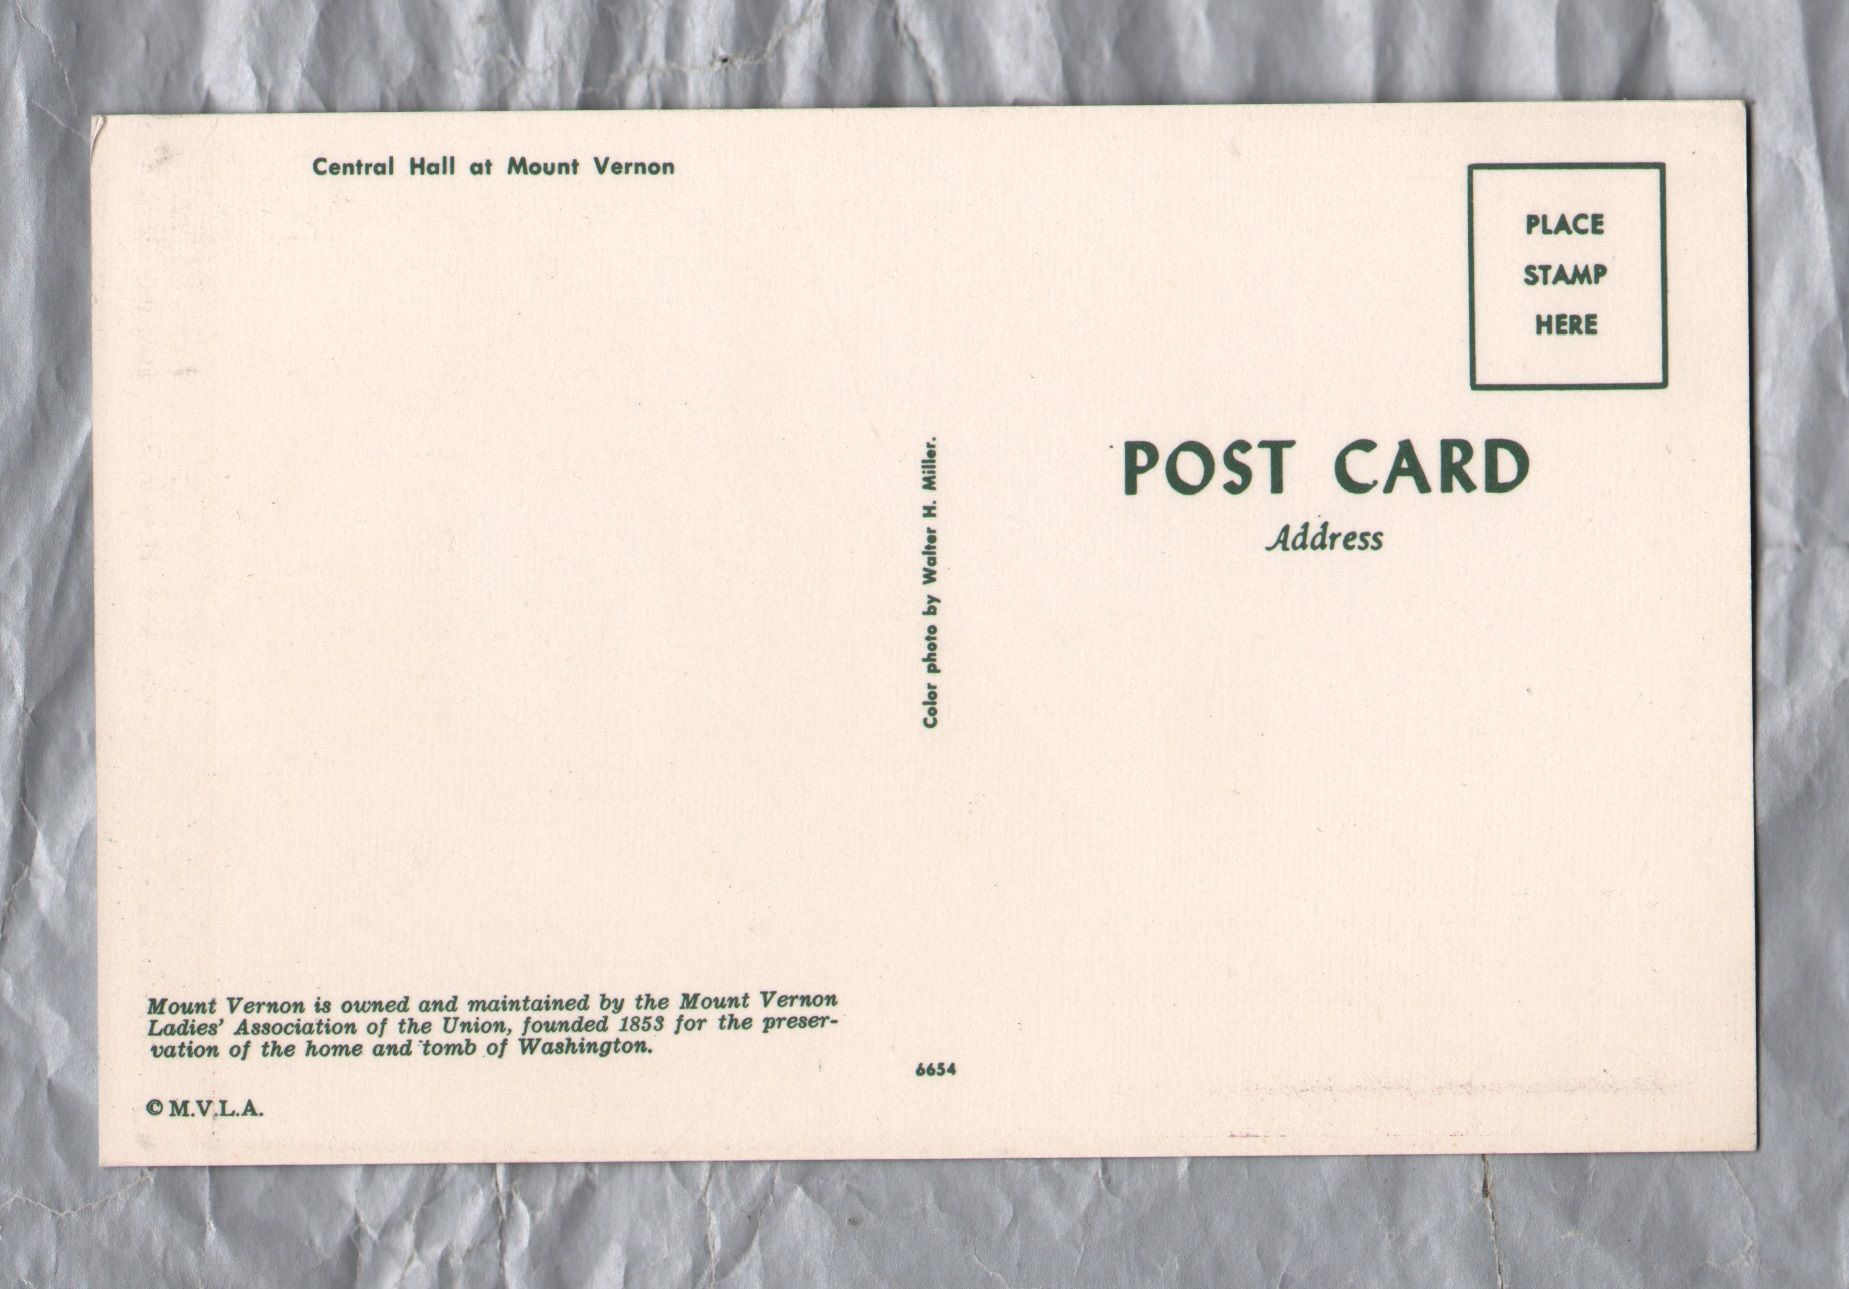 Central Hall at Mount Vernon
PLACE
STAMP
HERE
POST CARD
Address
Color photo by Walter H. Miller.
Mount Vernon is owned and maintained by the Mount Vernon
Ladies' Association of the Union, founded 1853 for the preser-
vation of the home and tomb of Washington.
6654
© M.V.L.A.